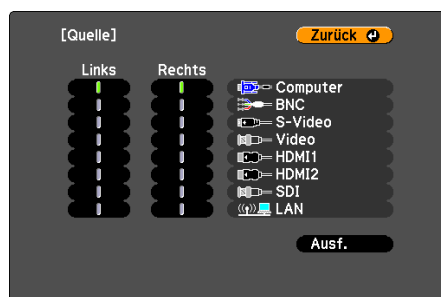 [Quelle]
Zurück
Links Rechts
Computer
BNC
S-Video
Video
HDMI1
HDMI2
SDI
LAN
Ausf.